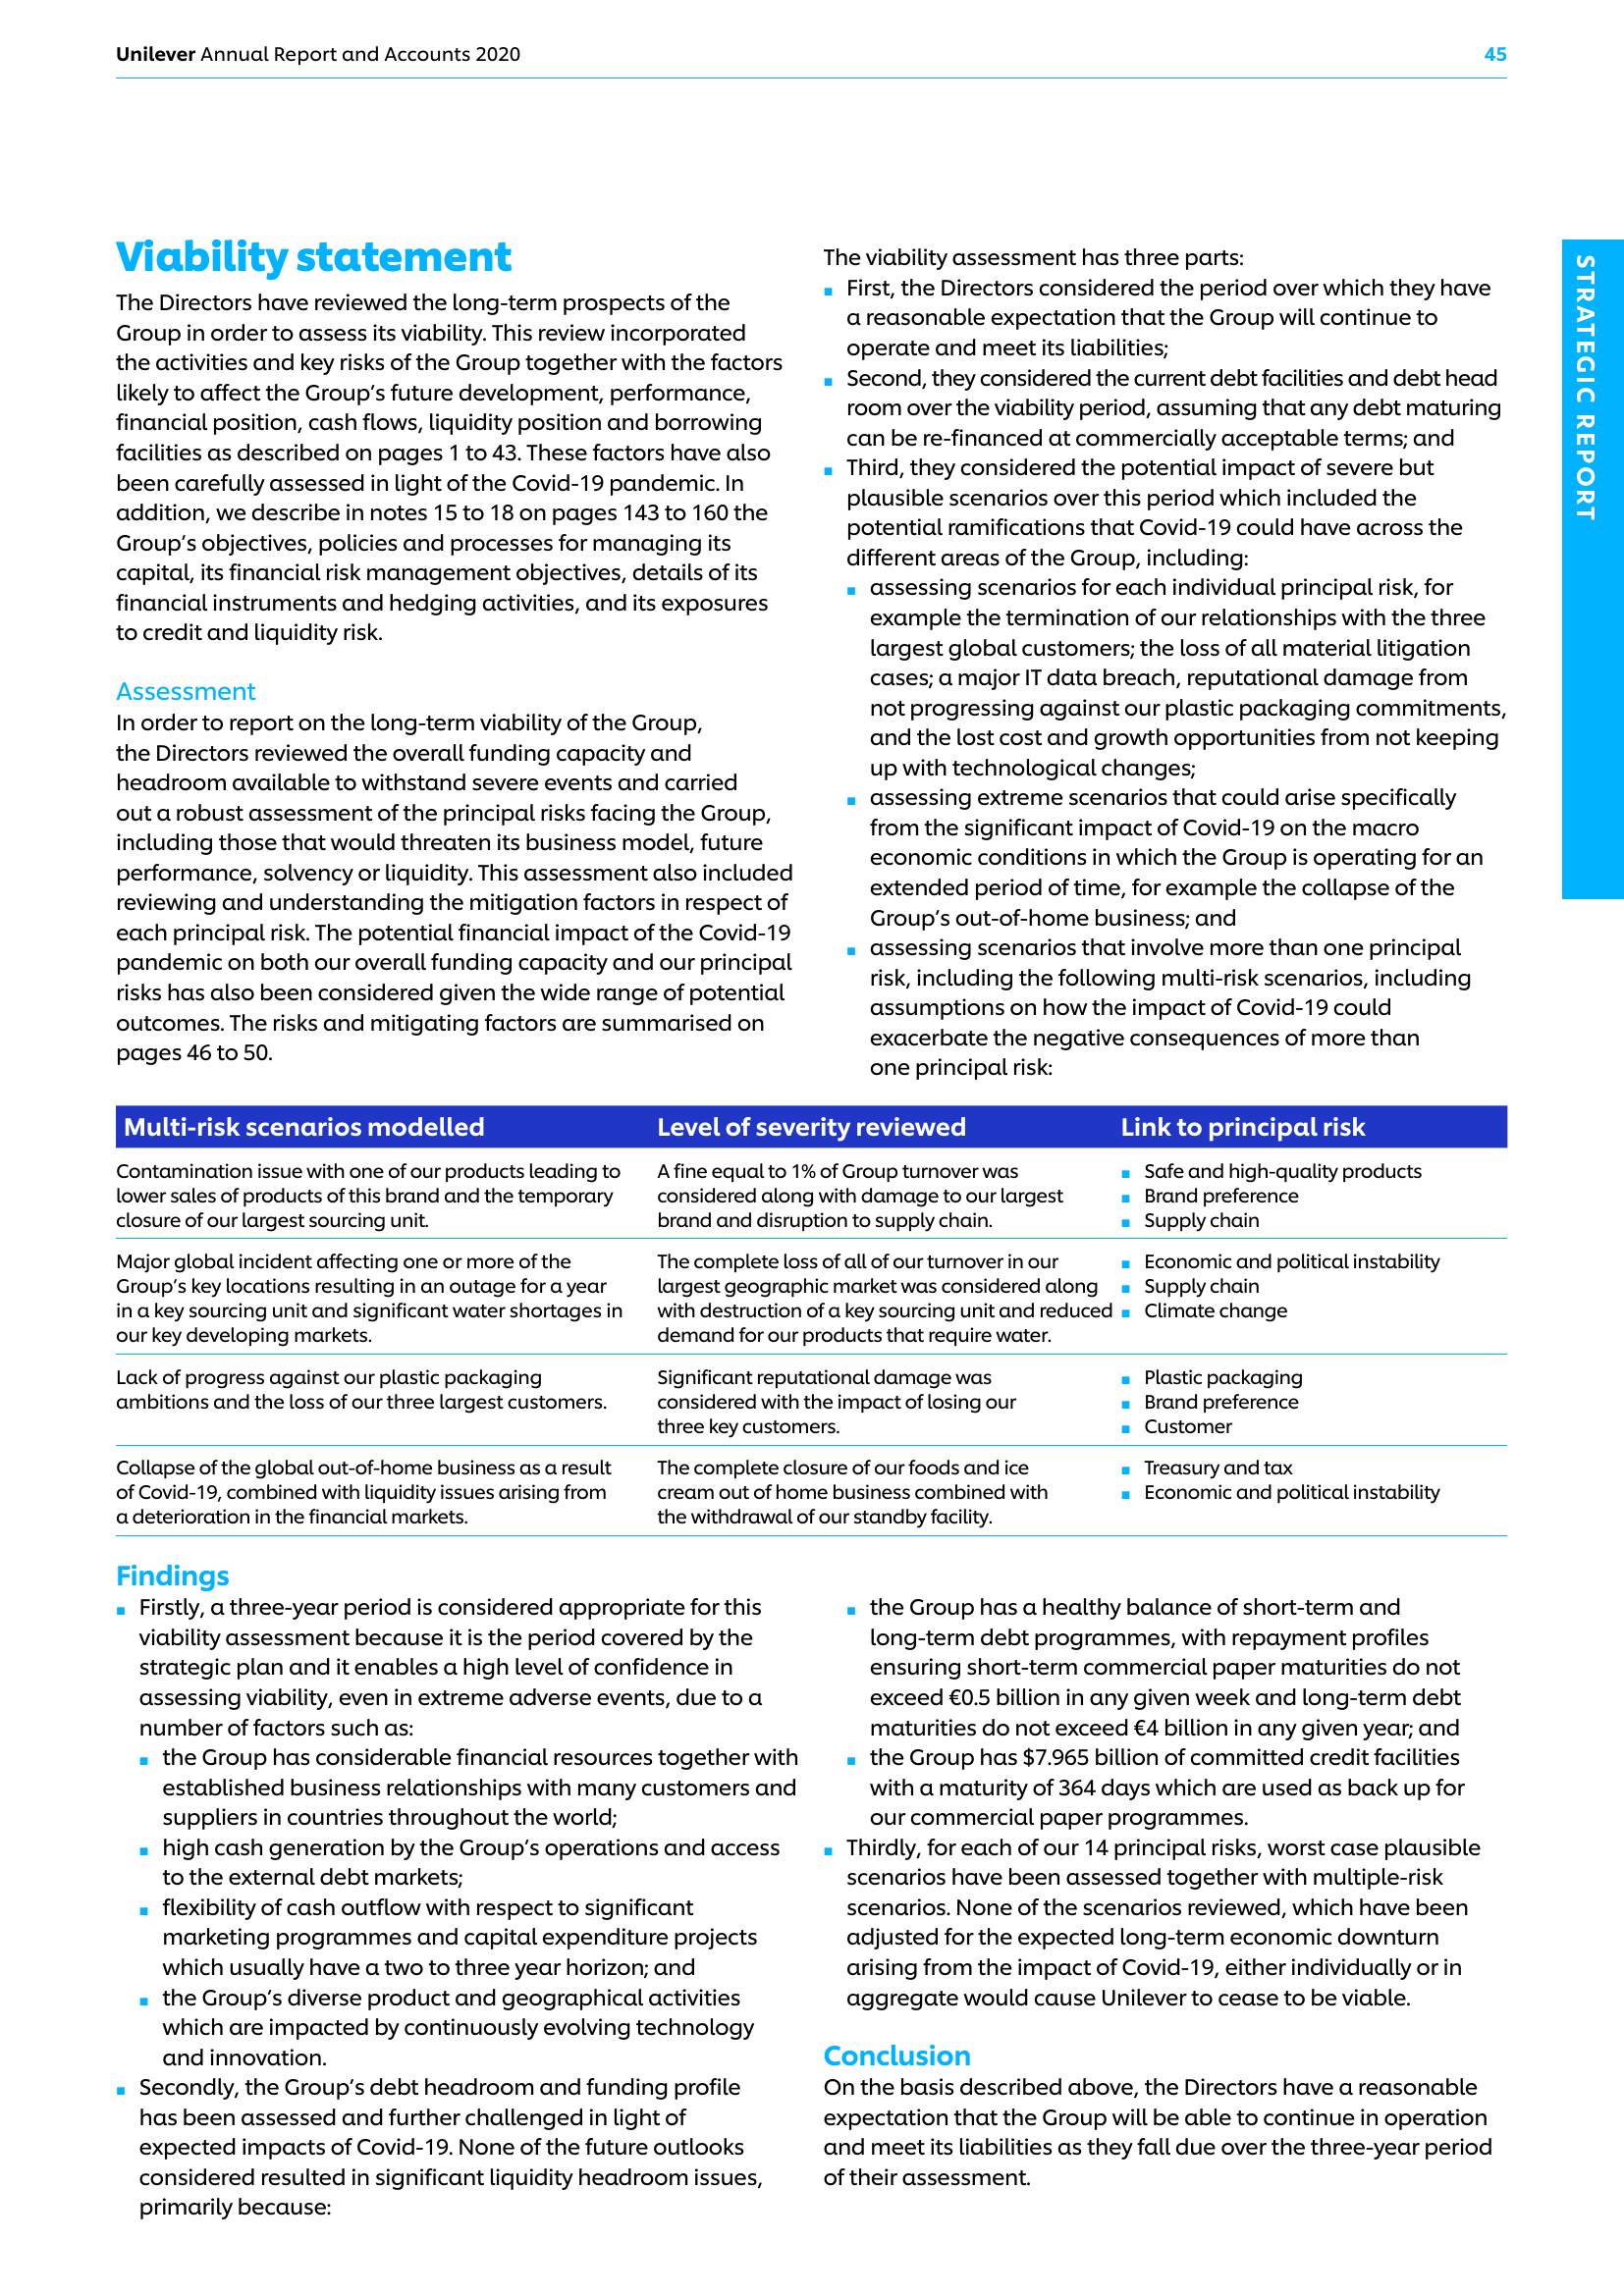 Unilever Annual Report and Accounts 2020
45
STRATEGIC REPORT
Viability statement
The Directors have reviewed the long-term prospects of the
Group in order to assess its viability. This review incorporated
the activities and key risks of the Group together with the factors
likely to affect the Group’s future development, performance,
financial position, cash flows, liquidity position and borrowing
facilities as described on pages 1 to 43. These factors have also
been carefully assessed in light of the Covid-19 pandemic. In
addition, we describe in notes 15 to 18 on pages 143 to 160 the
Group’s objectives, policies and processes for managing its
capital, its financial risk management objectives, details of its
financial instruments and hedging activities, and its exposures
to credit and liquidity risk.
Assessment
In order to report on the long-term viability of the Group,
the Directors reviewed the overall funding capacity and
headroom available to withstand severe events and carried
out a robust assessment of the principal risks facing the Group,
including those that would threaten its business model, future
performance, solvency or liquidity. This assessment also included
reviewing and understanding the mitigation factors in respect of
each principal risk. The potential financial impact of the Covid-19
pandemic on both our overall funding capacity and our principal
risks has also been considered given the wide range of potential
outcomes. The risks and mitigating factors are summarised on
pages 46 to 50.
The viability assessment has three parts:
▪ First, the Directors considered the period over which they have
a reasonable expectation that the Group will continue to
operate and meet its liabilities;
▪ Second, they considered the current debt facilities and debt head
room over the viability period, assuming that any debt maturing
can be re-financed at commercially acceptable terms; and
▪ Third, they considered the potential impact of severe but
plausible scenarios over this period which included the
potential ramifications that Covid-19 could have across the
different areas of the Group, including:
▪ assessing scenarios for each individual principal risk, for
example the termination of our relationships with the three
largest global customers; the loss of all material litigation
cases; a major IT data breach, reputational damage from
not progressing against our plastic packaging commitments,
and the lost cost and growth opportunities from not keeping
up with technological changes;
▪ assessing extreme scenarios that could arise specifically
from the significant impact of Covid-19 on the macro
economic conditions in which the Group is operating for an
extended period of time, for example the collapse of the
Group’s out-of-home business; and
▪ assessing scenarios that involve more than one principal
risk, including the following multi-risk scenarios, including
assumptions on how the impact of Covid-19 could
exacerbate the negative consequences of more than
one principal risk:
Multi-risk scenarios modelled
Level of severity reviewed
Link to principal risk
Contamination issue with one of our products leading to
lower sales of products of this brand and the temporary
closure of our largest sourcing unit.
A fine equal to 1% of Group turnover was
considered along with damage to our largest
brand and disruption to supply chain.
▪ Safe and high-quality products
▪ Brand preference
▪ Supply chain
Major global incident affecting one or more of the
Group’s key locations resulting in an outage for a year
in a key sourcing unit and significant water shortages in
our key developing markets.
The complete loss of all of our turnover in our
largest geographic market was considered along
with destruction of a key sourcing unit and reduced
demand for our products that require water.
▪ Economic and political instability
▪ Supply chain
▪ Climate change
Lack of progress against our plastic packaging
ambitions and the loss of our three largest customers.
Significant reputational damage was
considered with the impact of losing our
three key customers.
▪ Plastic packaging
▪ Brand preference
▪ Customer
Collapse of the global out-of-home business as a result
of Covid-19, combined with liquidity issues arising from
a deterioration in the financial markets.
The complete closure of our foods and ice
cream out of home business combined with
the withdrawal of our standby facility.
▪ Treasury and tax
▪ Economic and political instability
Findings
▪ Firstly, a three-year period is considered appropriate for this
viability assessment because it is the period covered by the
strategic plan and it enables a high level of confidence in
assessing viability, even in extreme adverse events, due to a
number of factors such as:
▪ the Group has considerable financial resources together with
established business relationships with many customers and
suppliers in countries throughout the world;
▪ high cash generation by the Group’s operations and access
to the external debt markets;
▪ flexibility of cash outflow with respect to significant
marketing programmes and capital expenditure projects
which usually have a two to three year horizon; and
▪ the Group’s diverse product and geographical activities
which are impacted by continuously evolving technology
and innovation.
▪ Secondly, the Group’s debt headroom and funding profile
has been assessed and further challenged in light of
expected impacts of Covid-19. None of the future outlooks
considered resulted in significant liquidity headroom issues,
primarily because:
▪ the Group has a healthy balance of short-term and
long-term debt programmes, with repayment profiles
ensuring short-term commercial paper maturities do not
exceed €0.5 billion in any given week and long-term debt
maturities do not exceed €4 billion in any given year; and
▪ the Group has $7.965 billion of committed credit facilities
with a maturity of 364 days which are used as back up for
our commercial paper programmes.
▪ Thirdly, for each of our 14 principal risks, worst case plausible
scenarios have been assessed together with multiple-risk
scenarios. None of the scenarios reviewed, which have been
adjusted for the expected long-term economic downturn
arising from the impact of Covid-19, either individually or in
aggregate would cause Unilever to cease to be viable.
Conclusion
On the basis described above, the Directors have a reasonable
expectation that the Group will be able to continue in operation
and meet its liabilities as they fall due over the three-year period
of their assessment.